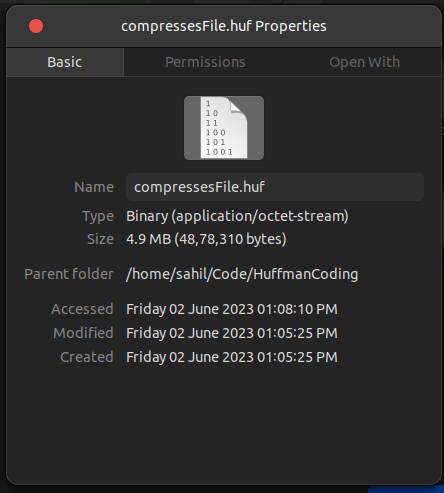 compressesFile.huf Properties
Basic Permissions Open With
1
10
11
100
101
1001
Name compressesFile.huf
Type Binary (application/octet-stream)
Size 4.9 MB (48,78,310 bytes)
Parent folder /home/sahil/Code/HuffmanCoding
Accessed Friday 02 June 2023 01:08:10 PM
Modified Friday 02 June 2023 01:05:25 PM
Created Friday 02 June 2023 01:05:25 PM